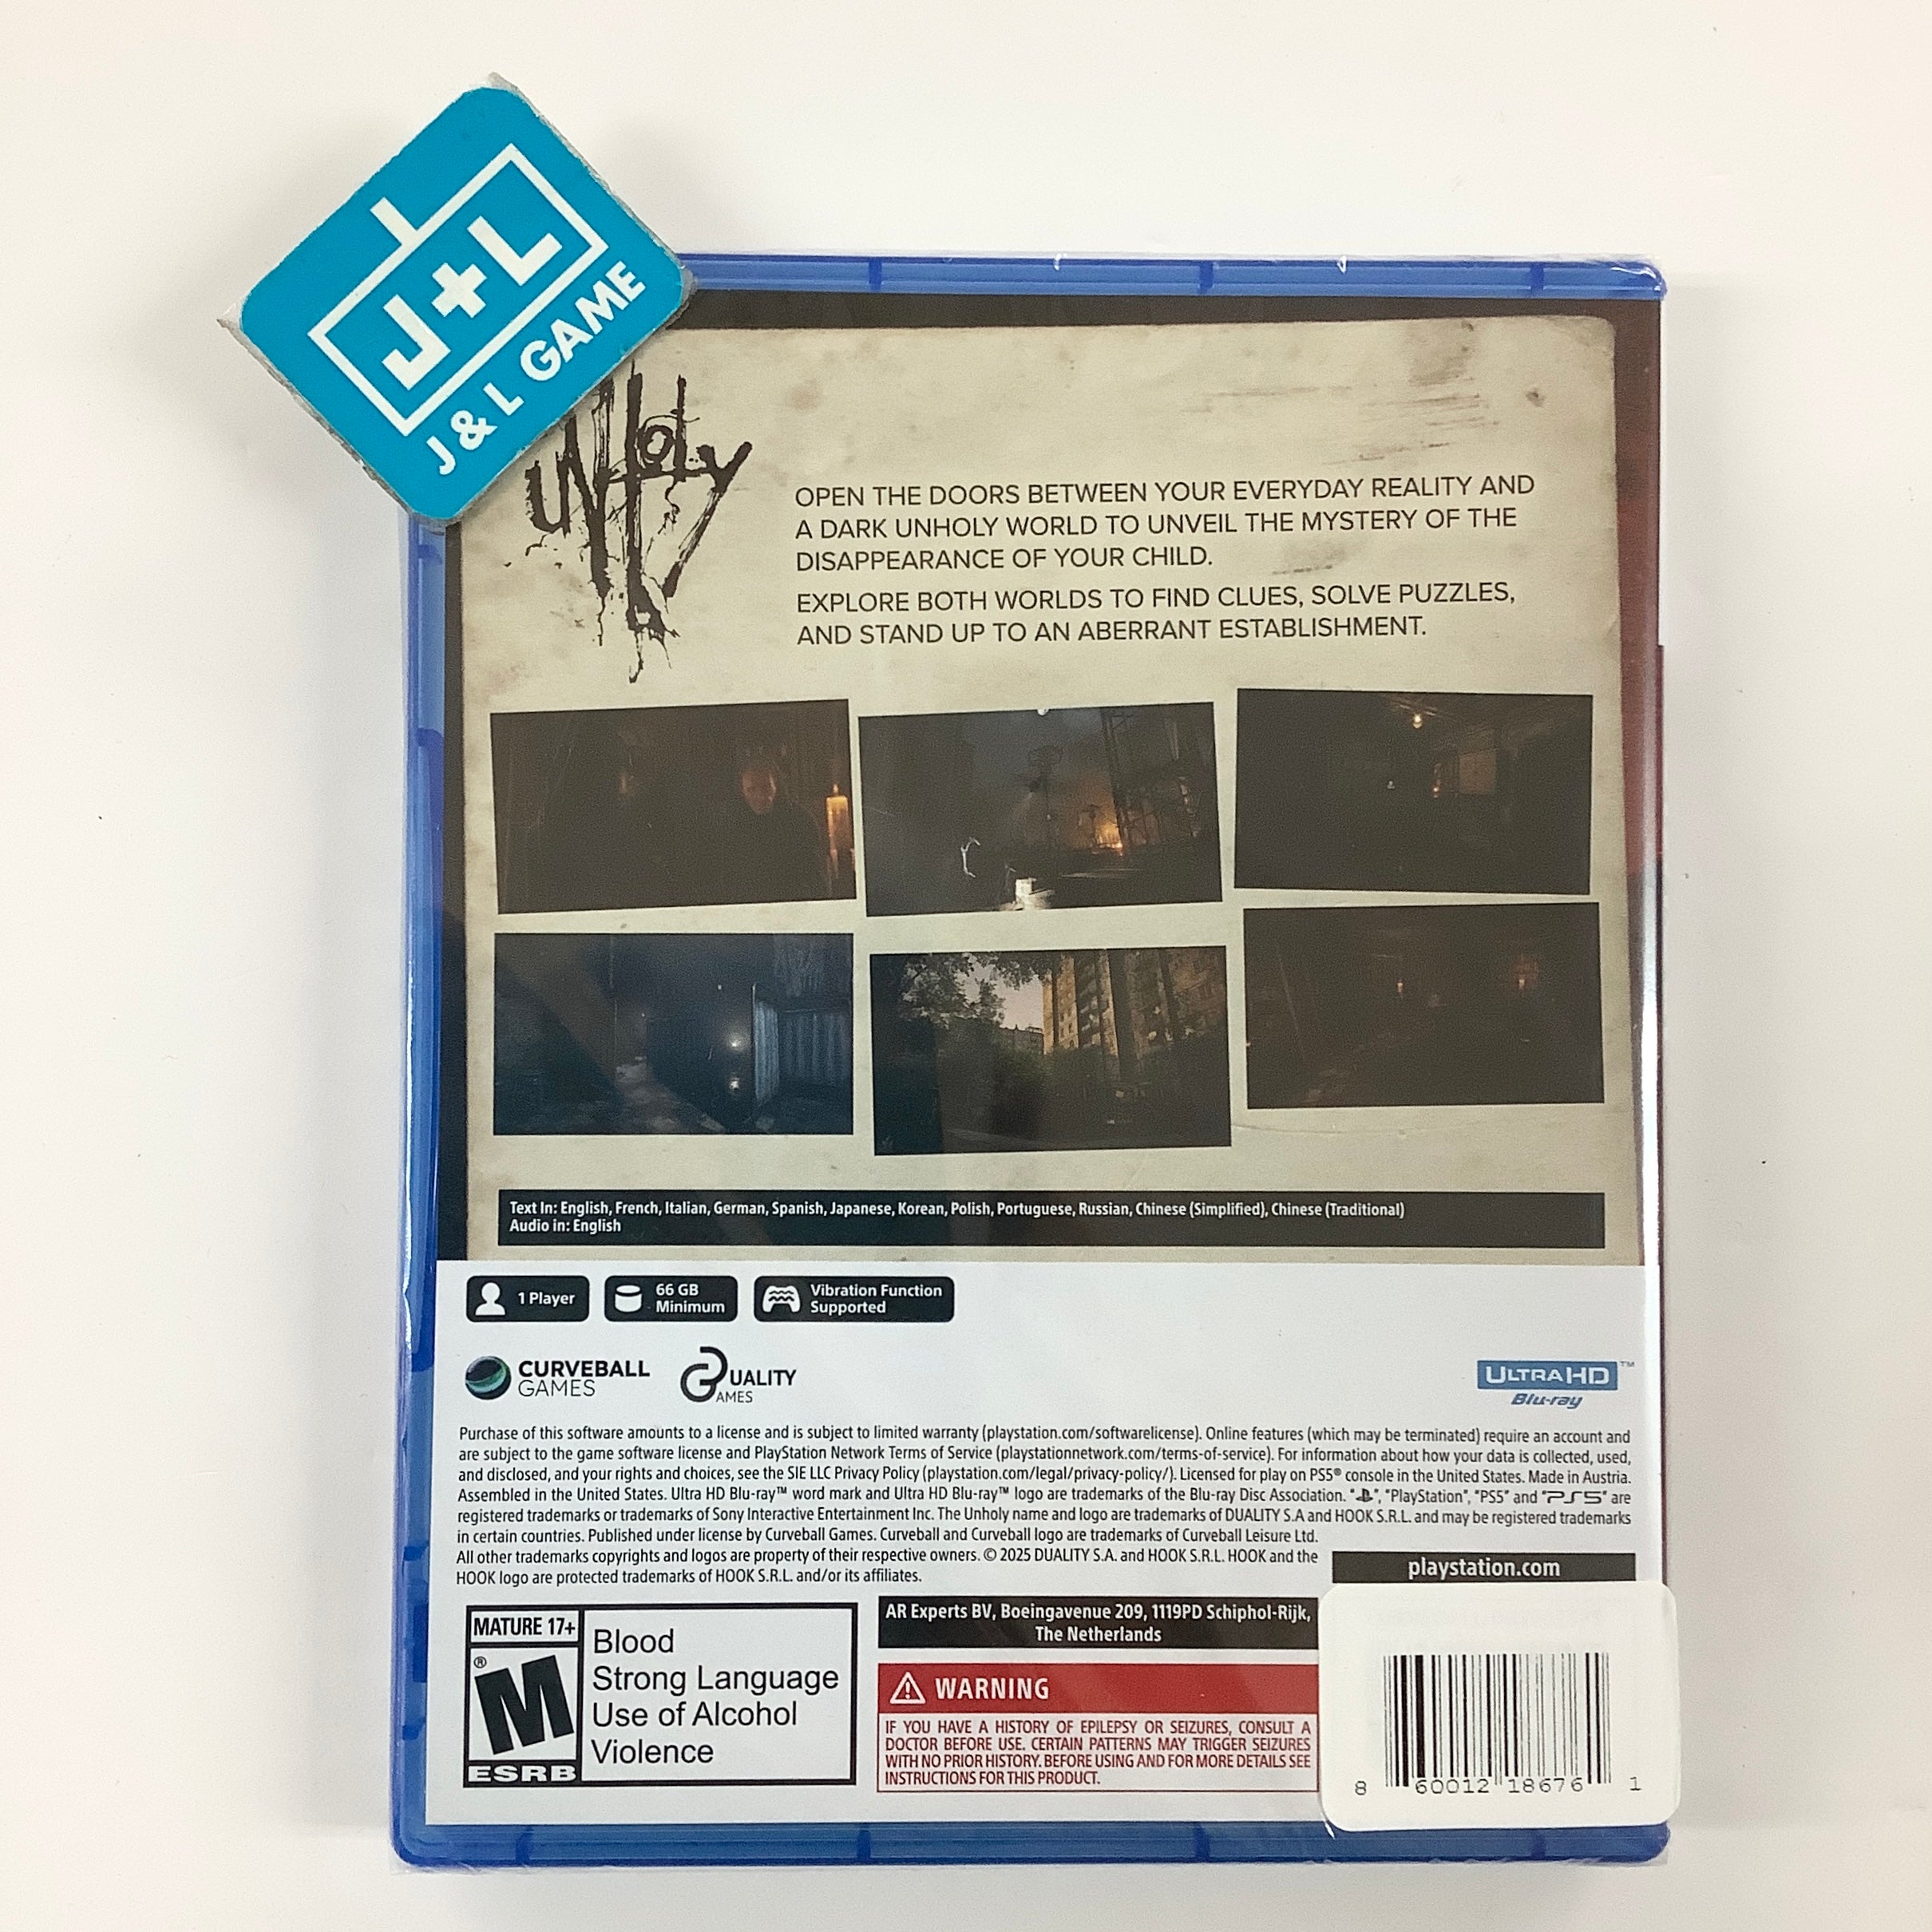 J+L
J & L GAME
UNHOLY
OPEN THE DOORS BETWEEN YOUR EVERYDAY REALITY AND
A DARK UNHOLY WORLD TO UNVEIL THE MYSTERY OF THE
DISAPPEARANCE OF YOUR CHILD.
EXPLORE BOTH WORLDS TO FIND CLUES, SOLVE PUZZLES,
AND STAND UP TO AN ABERRANT ESTABLISHMENT.
Text In: English, French, Italian, German, Spanish, Japanese, Korean, Polish, Portuguese, Russian, Chinese (Simplified), Chinese (Traditional)
Audio in: English
1 Player
66 GB
Minimum
Vibration Function
Supported
CURVEBALL
GAMES
DUALITY
GAMES
ULTRA HD™
Blu-ray
Purchase of this software amounts to a license and is subject to limited warranty (playstation.com/softwarelicense). Online features (which may be terminated) require an account and
are subject to the game software license and PlayStation Network Terms of Service (playstationnetwork.com/terms-of-service). For information about how your data is collected, used,
and disclosed, and your rights and choices, see the SIE LLC Privacy Policy (playstation.com/legal/privacy-policy/). Licensed for play on PS5® console in the United States. Made in Austria.
Assembled in the United States. Ultra HD Blu-ray™ word mark and Ultra HD Blu-ray™ logo are trademarks of the Blu-ray Disc Association. "", "PlayStation", "PS5" and "PS5" are
registered trademarks or trademarks of Sony Interactive Entertainment Inc. The Unholy name and logo are trademarks of DUALITY S.A and HOOK S.R.L. and may be registered trademarks
in certain countries. Published under license by Curveball Games. Curveball and Curveball logo are trademarks of Curveball Leisure Ltd.
All other trademarks copyrights and logos are property of their respective owners. © 2025 DUALITY S.A. and HOOK S.R.L. HOOK and the
HOOK logo are protected trademarks of HOOK S.R.L. and/or its affiliates.
playstation.com
MATURE 17+
M®
ESRB
Blood
Strong Language
Use of Alcohol
Violence
AR Experts BV, Boeingavenue 209, 1119PD Schiphol-Rijk,
The Netherlands
WARNING
IF YOU HAVE A HISTORY OF EPILEPSY OR SEIZURES, CONSULT A
DOCTOR BEFORE USE. CERTAIN PATTERNS MAY TRIGGER SEIZURES
WITH NO PRIOR HISTORY. BEFORE USING AND FOR MORE DETAILS SEE
INSTRUCTIONS FOR THIS PRODUCT.
8 60012 18676 1